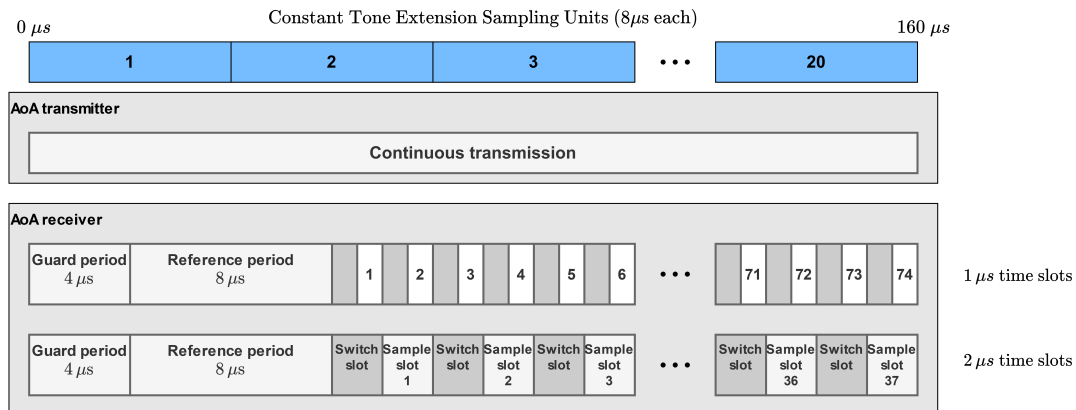 Constant Tone Extension Sampling Units (8μs each)
0 μs
160 μs
1 2 3 ••• 20
AoA transmitter
Continuous transmission
AoA receiver
Guard period
4 μs
Reference period
8 μs
1 2 3 4 5 6 ••• 71 72 73 74
1 μs time slots
Guard period
4 μs
Reference period
8 μs
Switch
slot
Sample
slot
1
Switch
slot
Sample
slot
2
Switch
slot
Sample
slot
3
•••
Switch
slot
Sample
slot
36
Switch
slot
Sample
slot
37
2 μs time slots